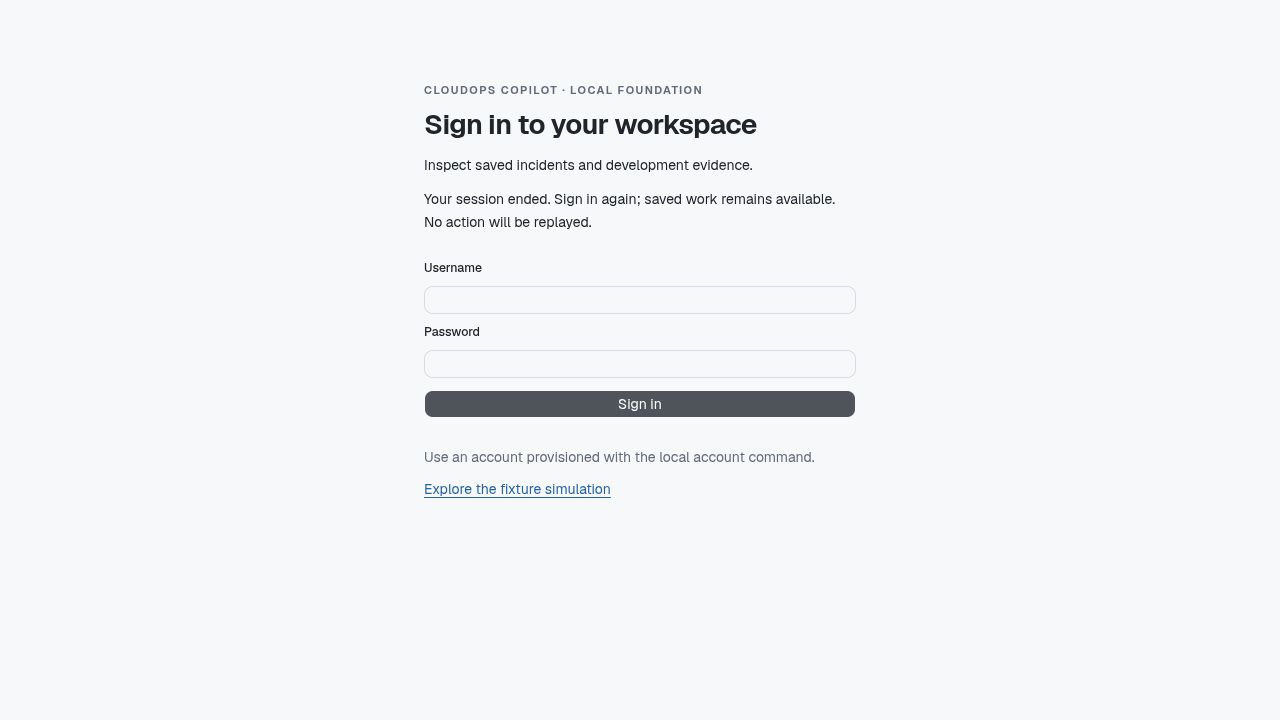 CLOUDOPS COPILOT · LOCAL FOUNDATION
Sign in to your workspace
Inspect saved incidents and development evidence.
Your session ended. Sign in again; saved work remains available.
No action will be replayed.
Username
Password
Sign in
Use an account provisioned with the local account command.
Explore the fixture simulation